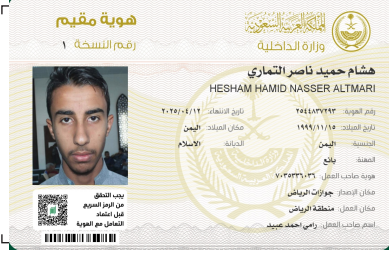 هوية مقيم
رقم النسخة ١
المملكة العربية السعودية
وزارة الداخلية
هشام حميد ناصر التماري
HESHAM HAMID NASSER ALTMARI
رقم الهوية: ٢٥٤٤٨٣٧٢٩٣ تاريخ الانتهاء: ٢٠٢٥/٠٤/١٢
تاريخ الميلاد: ١٩٩٩/١١/١٥ مكان الميلاد: اليمن
الجنسية: اليمن الديانة: الاسلام
المهنة: بائع
هوية صاحب العمل: ٧٠٣٥٣٣٦٠٣٦
مكان الإصدار: جوازات الرياض
مكان العمل: منطقة الرياض
اسم صاحب العمل: رامي احمد عبيد
يجب التحقق
من الرمز السريع
قبل اعتماد
التعامل مع الهوية